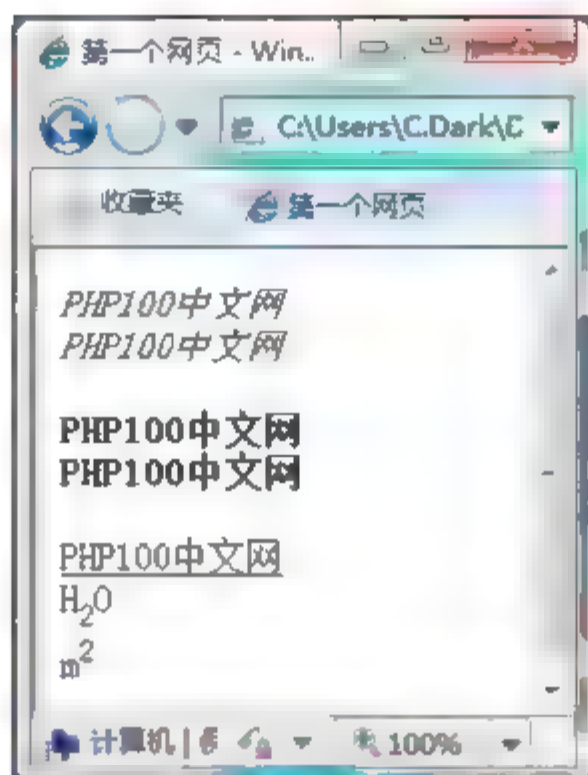 第一个网页 - Win..
C:\Users\C.Dark\D
收藏夹 第一个网页
PHP100中文网
PHP100中文网
PHP100中文网
PHP100中文网
PHP100中文网
H₂O
m²
计算机 | 100%